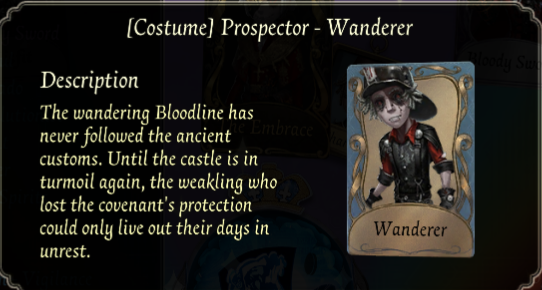 [Costume] Prospector - Wanderer
Description
The wandering Bloodline has
never followed the ancient
customs. Until the castle is in
turmoil again, the weakling who
lost the covenant's protection
could only live out their days in
unrest.
Wanderer
Embrace